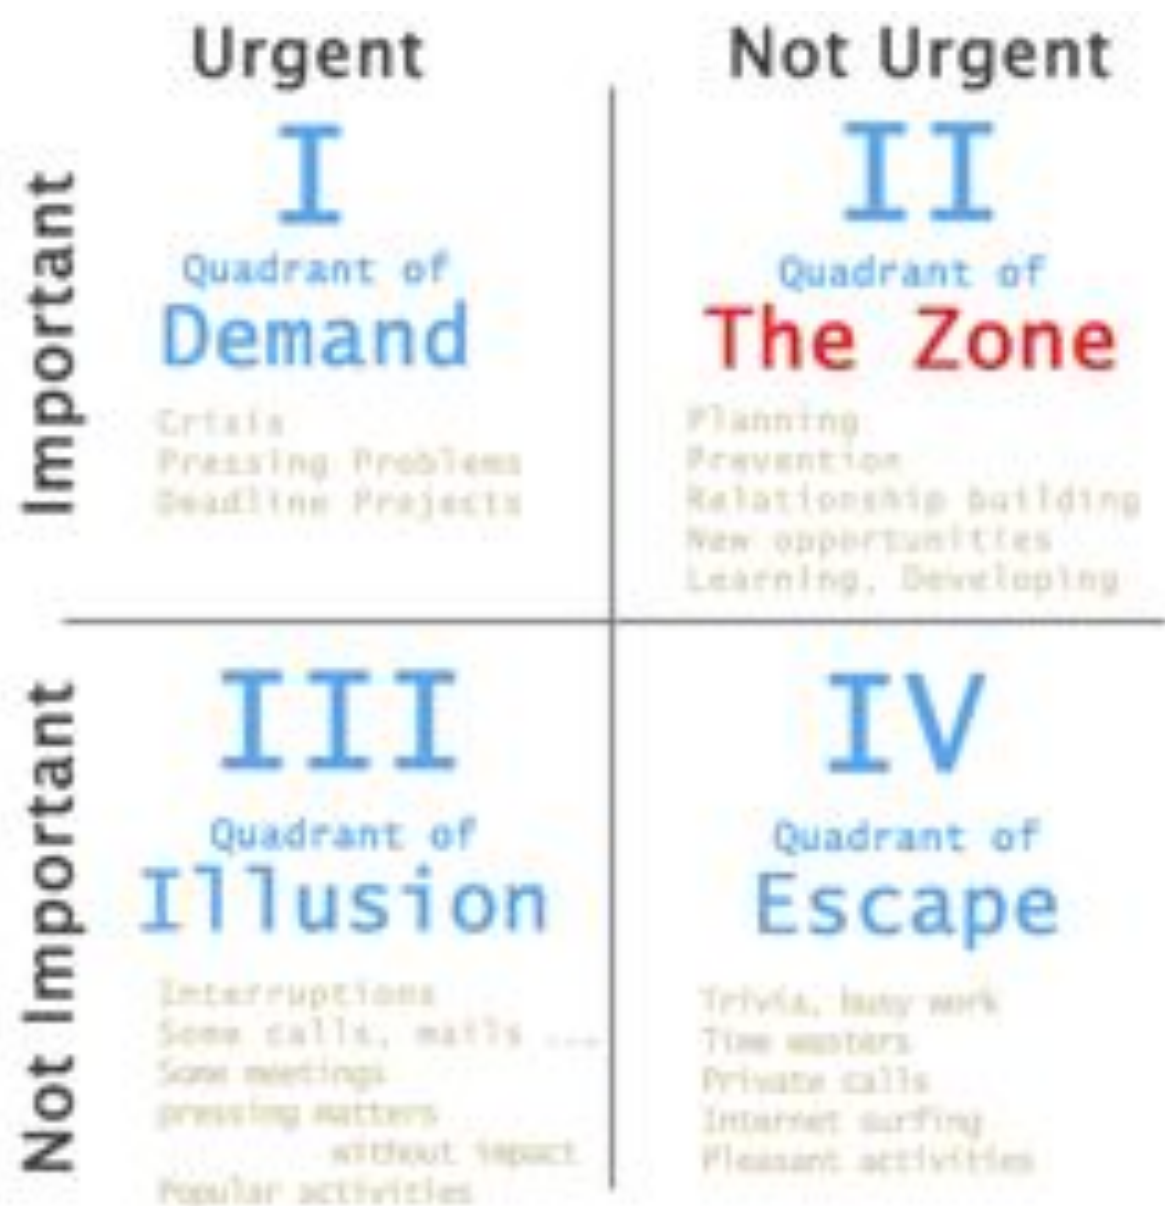 Urgent
Not Urgent
Important
I
Quadrant of
Demand
Crisis
Pressing Problems
Deadline Projects
II
Quadrant of
The Zone
Planning
Prevention
Relationship building
New opportunities
Learning, Developing
Not Important
III
Quadrant of
Illusion
Interruptions
Some calls, mails ...
Some meetings
pressing matters
without impact
Popular activities
IV
Quadrant of
Escape
Trivia, busy work
Time wasters
Private calls
Internet surfing
Pleasant activities